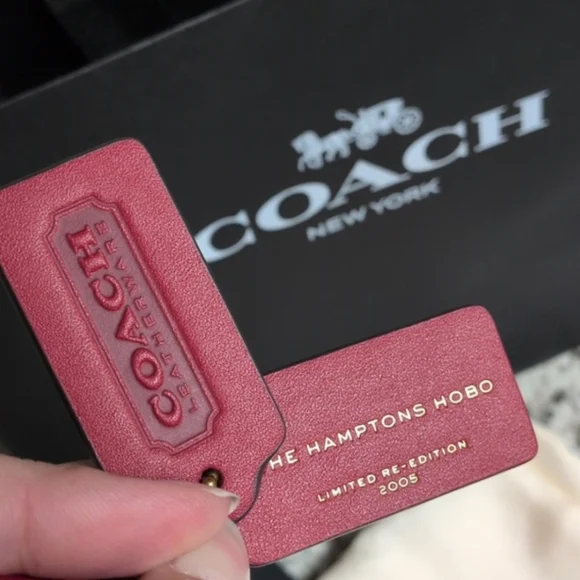 COACH
NEW YORK
COACH
LEATHERWARE
HE HAMPTONS HOBO
LIMITED RE-EDITION
2005